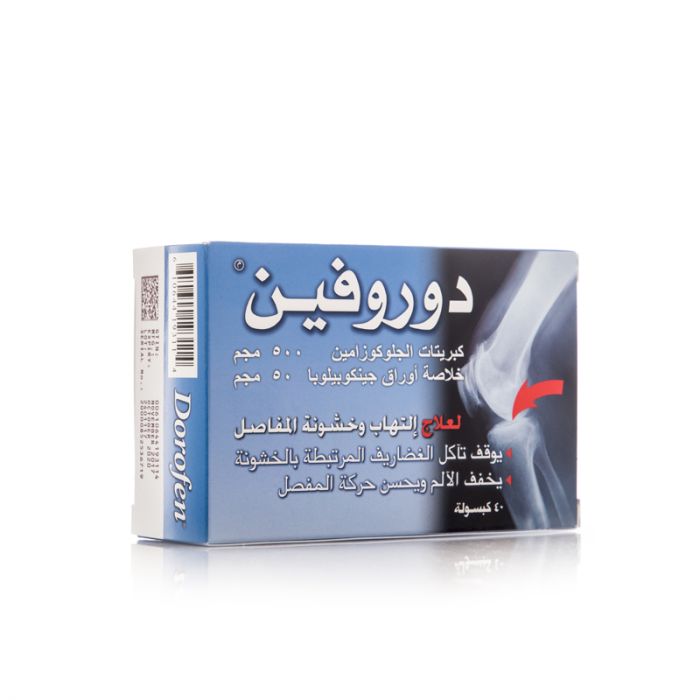 دوروفين
كبريتات الجلوكوزامين ٥٠٠ مجم
خلاصة أوراق جينكوبيلوبا ٥٠ مجم
لعلاج إلتهاب وخشونة المفاصل
يوقف تآكل الغضاريف المرتبطة بالخشونة
يخفف الألم ويحسن حركة المفصل
٤٠ كبسولة
Dorofen